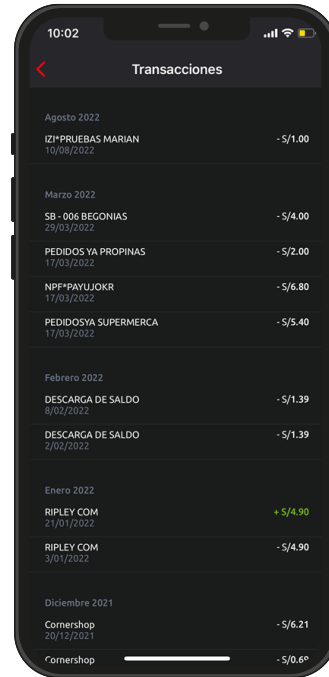 10:02
Transacciones
Agosto 2022
IZI*PRUEBAS MARIAN - S/1.00
10/08/2022
Marzo 2022
SB - 006 BEGONIAS - S/4.00
29/03/2022
PEDIDOS YA PROPINAS - S/2.00
17/03/2022
NPF*PAYUJOKR - S/6.80
17/03/2022
PEDIDOSYA SUPERMERCA - S/5.40
17/03/2022
Febrero 2022
DESCARGA DE SALDO - S/1.39
8/02/2022
DESCARGA DE SALDO - S/1.39
2/02/2022
Enero 2022
RIPLEY COM + S/4.90
21/01/2022
RIPLEY COM - S/4.90
3/01/2022
Diciembre 2021
Cornershop - S/6.21
20/12/2021
Cornershop